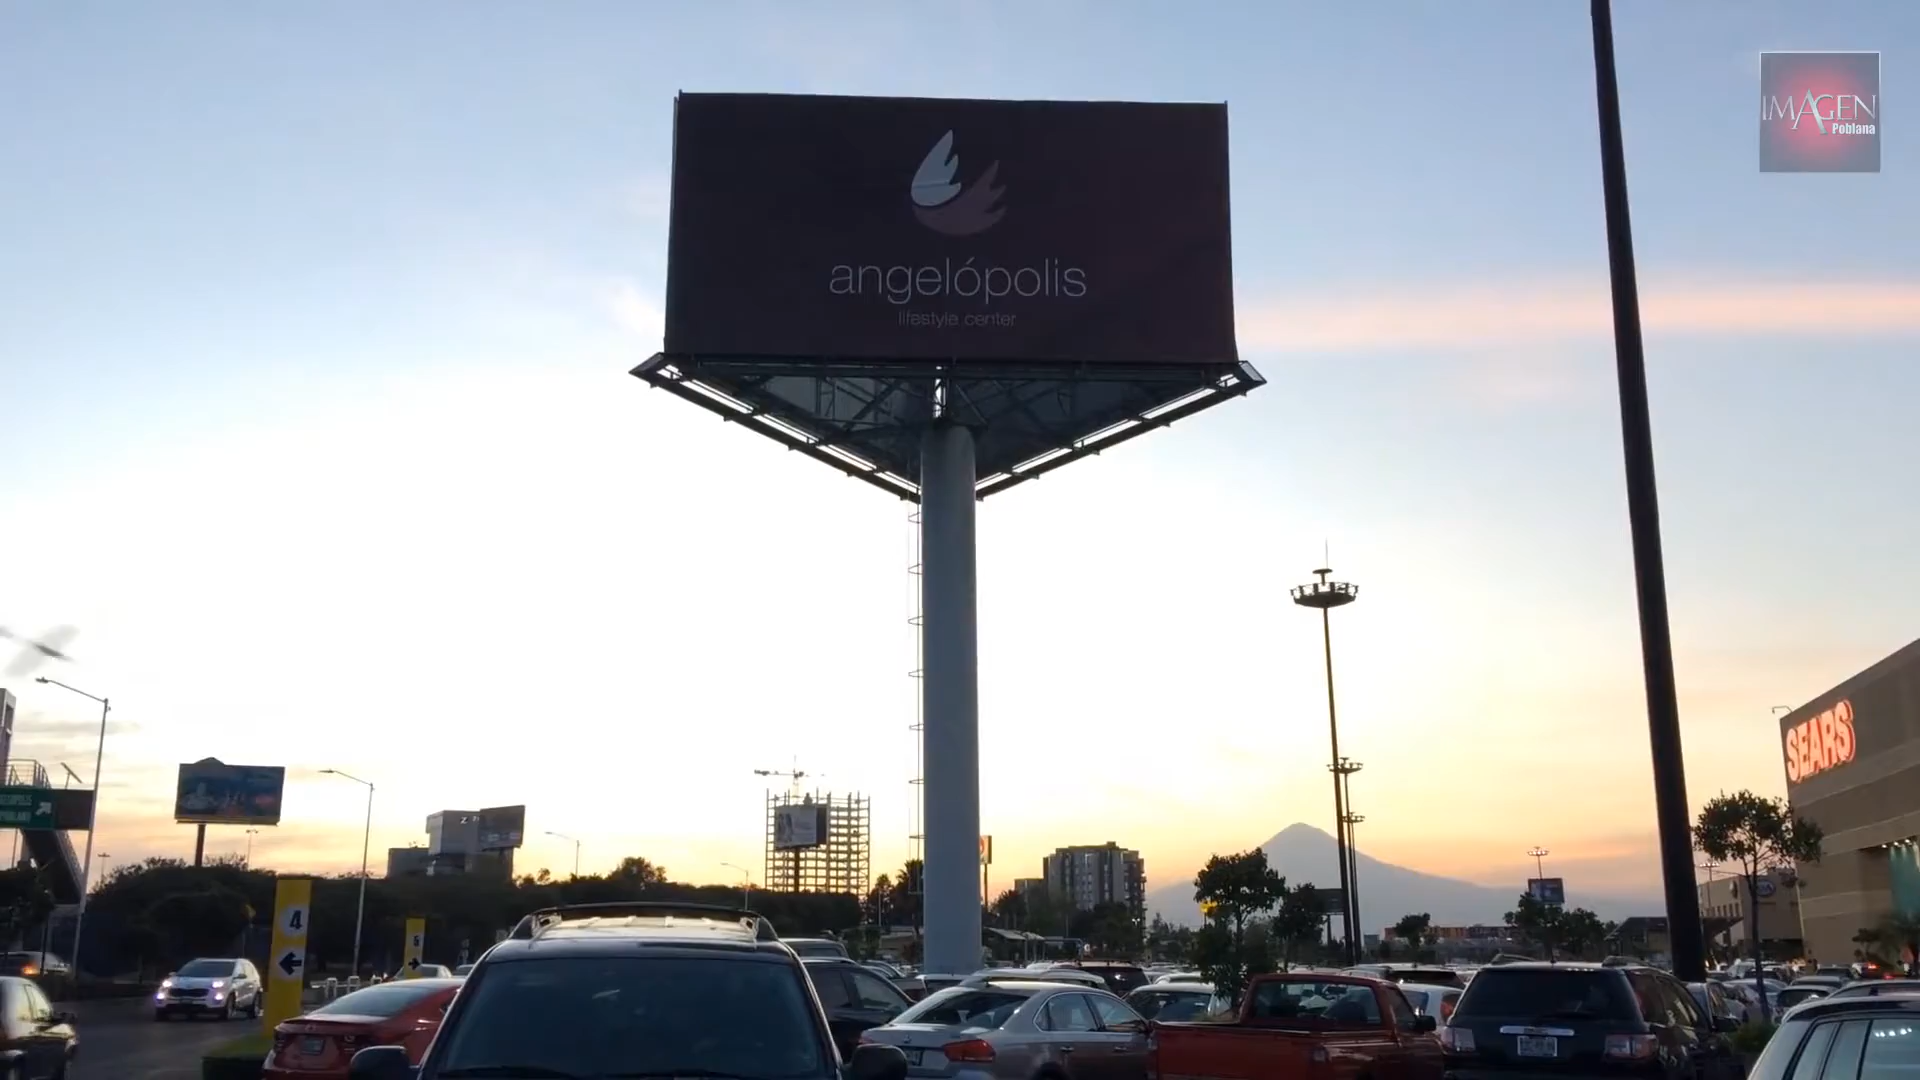 IMAGEN
Poblana
angelópolis
lifestyle center
SEARS
4
5